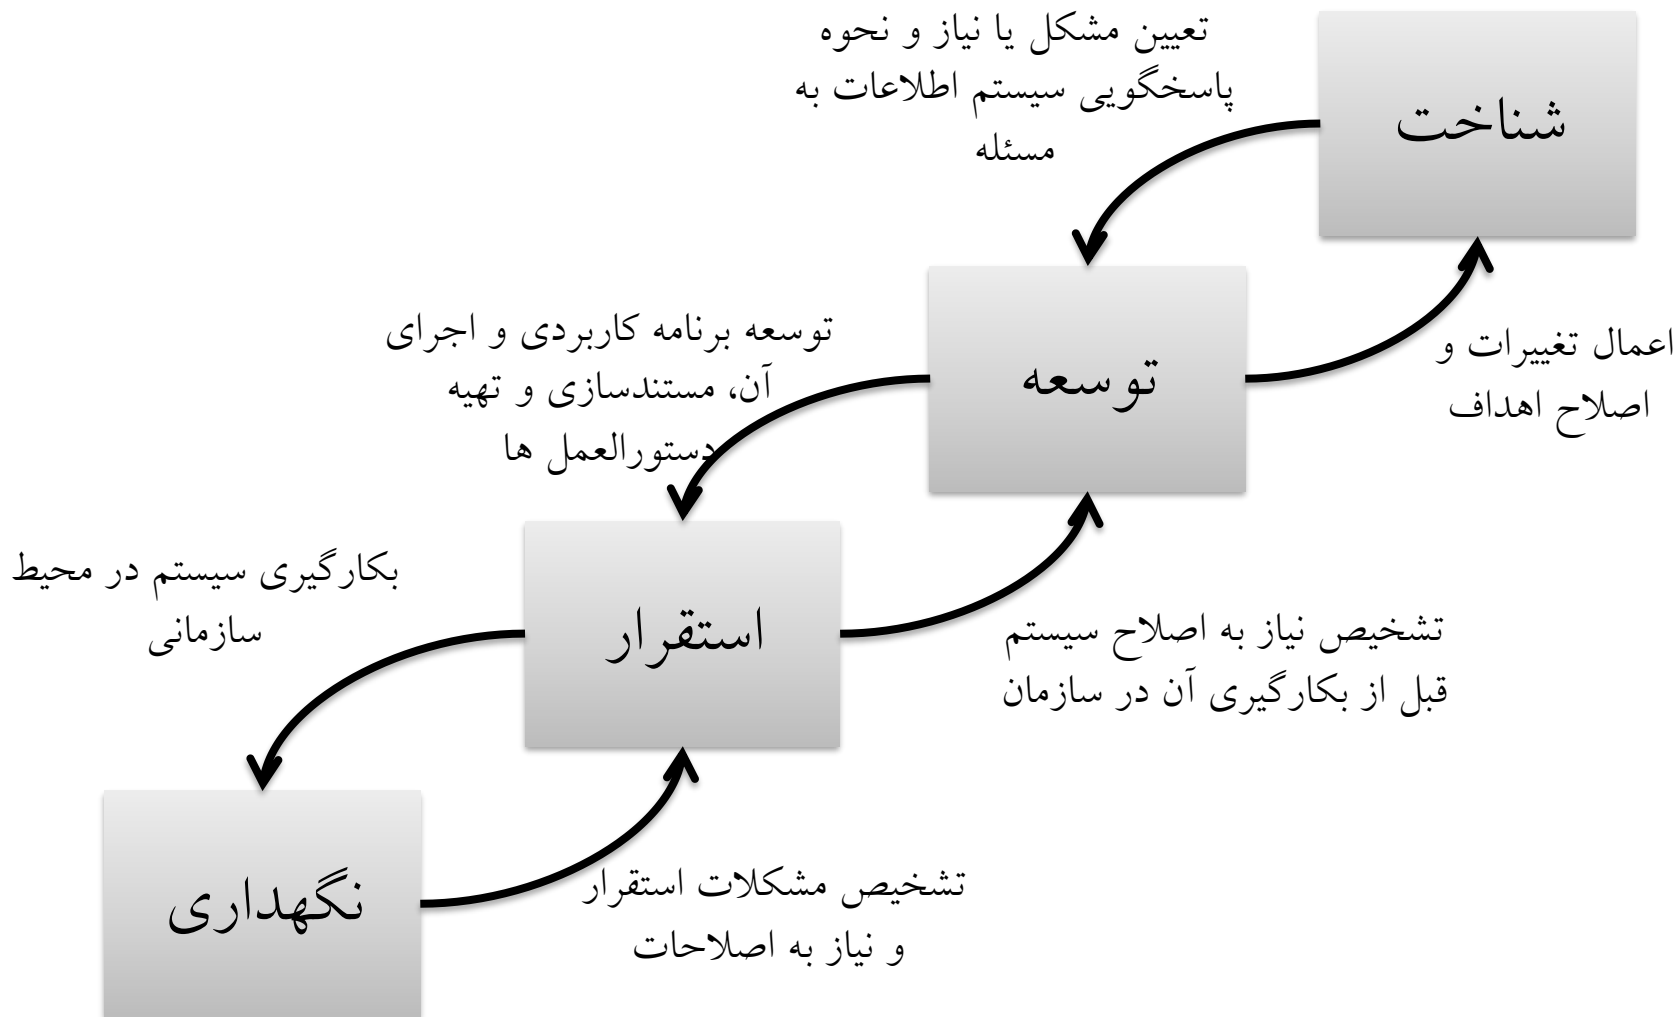 تعیین مشکل یا نیاز و نحوه
پاسخگویی سیستم اطلاعات به
مسئله
شناخت
اعمال تغییرات و
اصلاح اهداف
توسعه برنامه کاربردی و اجرای
آن، مستندسازی و تهیه
دستورالعمل ها
توسعه
تشخیص نیاز به اصلاح سیستم
قبل از بکارگیری آن در سازمان
بکارگیری سیستم در محیط
سازمانی
استقرار
تشخیص مشکلات استقرار
و نیاز به اصلاحات
نگهداری